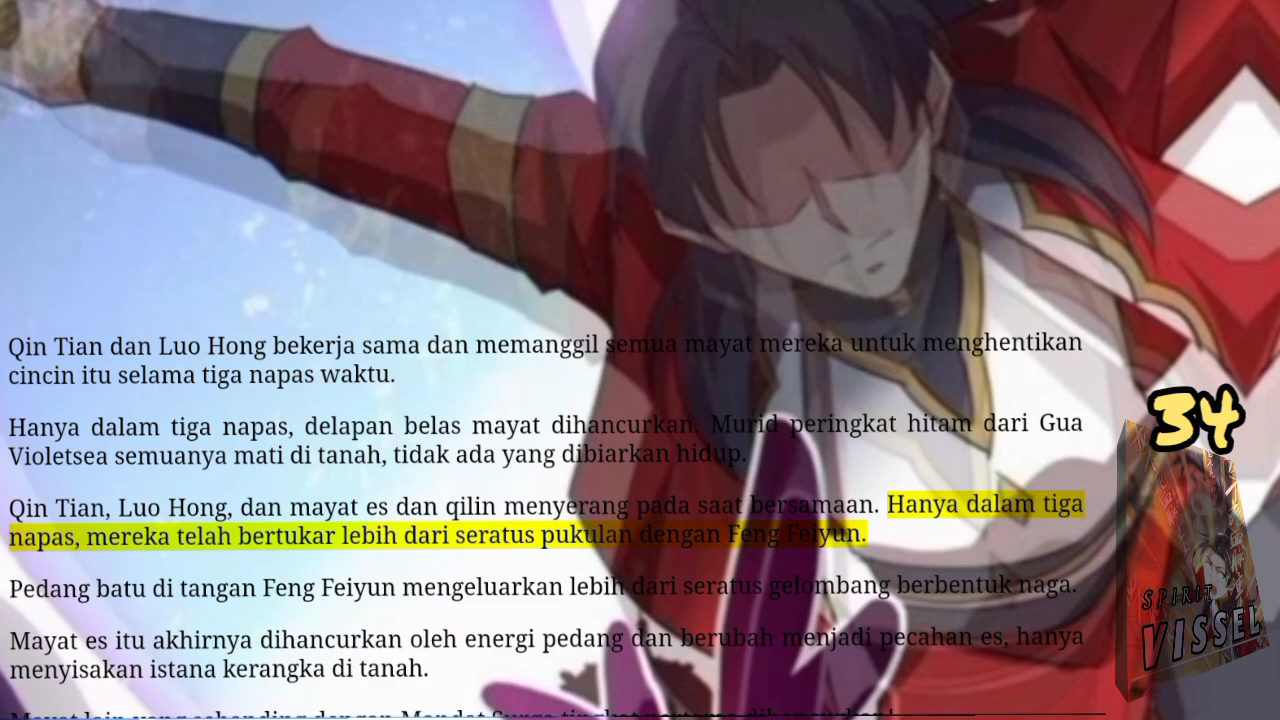 Qin Tian dan Luo Hong bekerja sama dan memanggil semua mayat mereka untuk menghentikan
cincin itu selama tiga napas waktu.
Hanya dalam tiga napas, delapan belas mayat dihancurkan. Murid peringkat hitam dari Gua
Violetsea semuanya mati di tanah, tidak ada yang dibiarkan hidup.
Qin Tian, Luo Hong, dan mayat es dan qilin menyerang pada saat bersamaan. Hanya dalam tiga
napas, mereka telah bertukar lebih dari seratus pukulan dengan Feng Feiyun.
Pedang batu di tangan Feng Feiyun mengeluarkan lebih dari seratus gelombang berbentuk naga.
Mayat es itu akhirnya dihancurkan oleh energi pedang dan berubah menjadi pecahan es, hanya
menyisakan istana kerangka di tanah.
34
SPIRIT
VISSEL